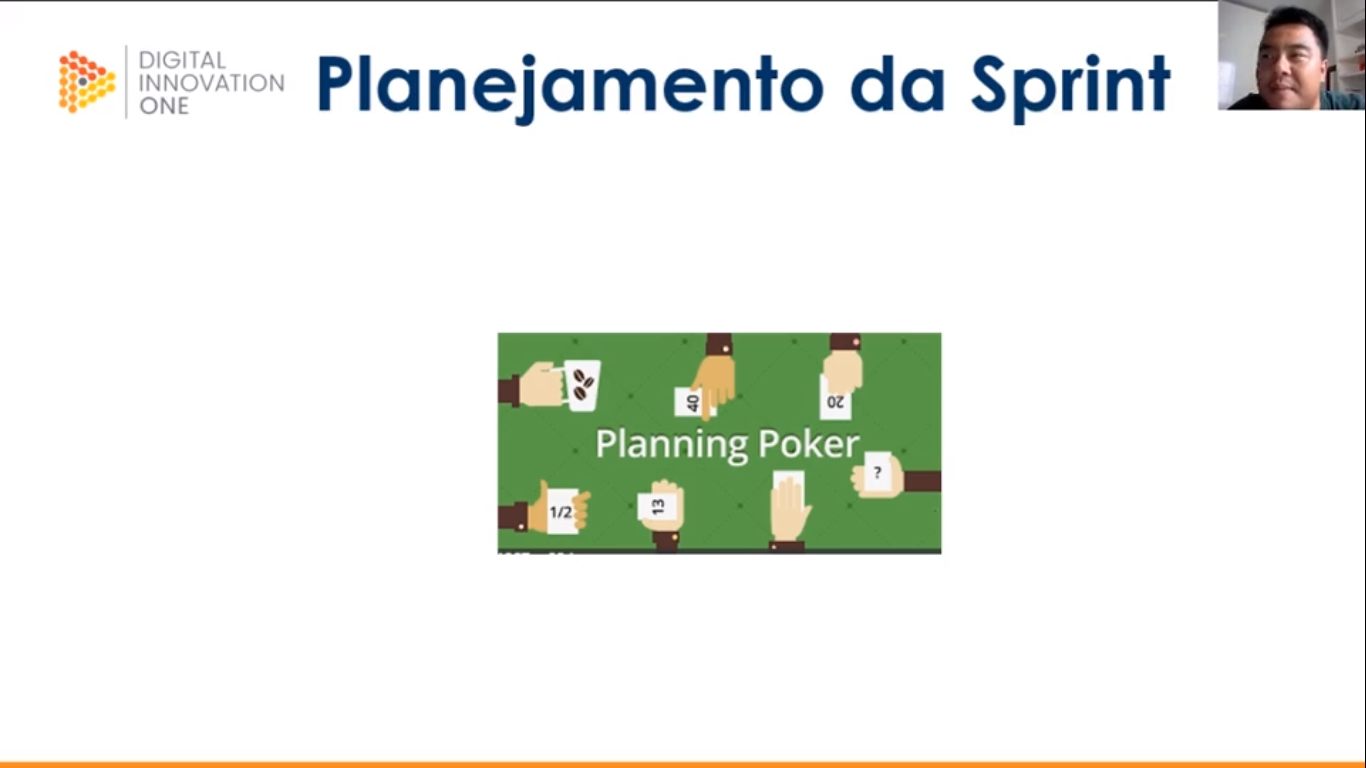 DIGITAL
INNOVATION
ONE
Planejamento da Sprint
40
20
Planning Poker
?
1/2
13